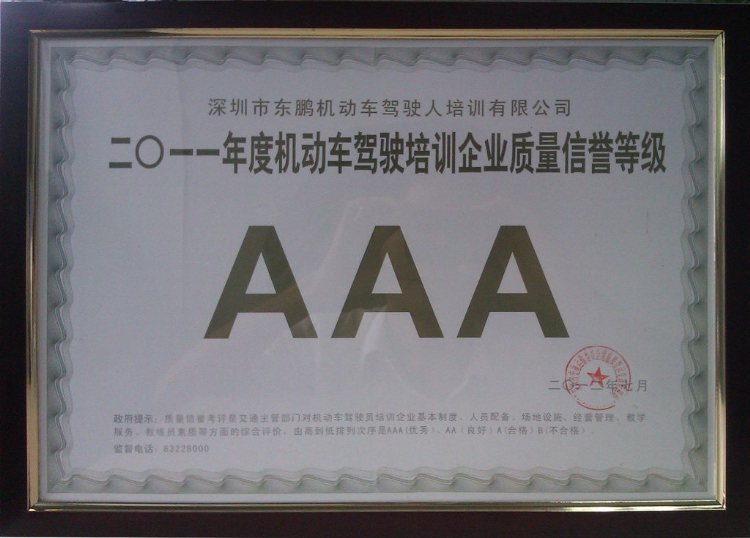 深圳市东鹏机动车驾驶人培训有限公司
二〇一一年度机动车驾驶培训企业质量信誉等级
AAA
二〇一二年七月
政府提示：质量信誉考评是交通主管部门对机动车驾驶员培训企业基本制度、人员配备、场地设施、经营管理、教学
服务、教练员素质等方面的综合评价，由高到低排列次序是AAA(优秀)、AA（良好）A(合格）B(不合格）。
监督电话：83228000